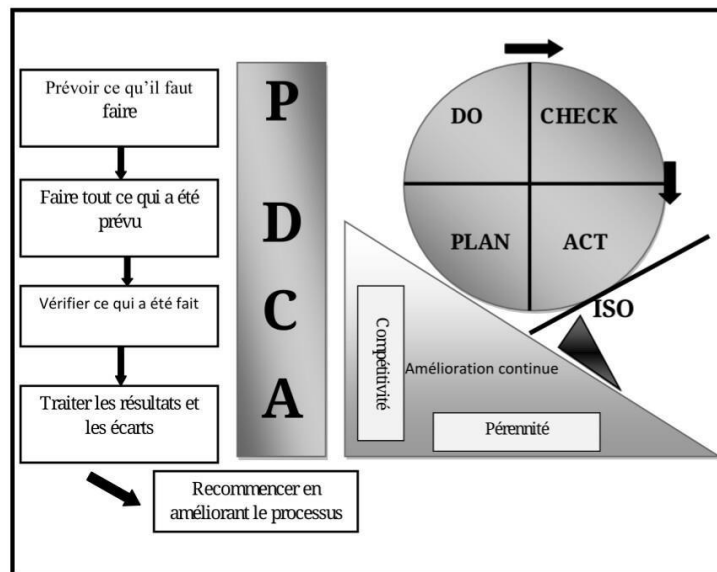 Prévoir ce qu’il faut
faire
Faire tout ce qui a été
prévu
Vérifier ce qui a été fait
Traiter les résultats et
les écarts
Recommencer en
améliorant le processus
P
D
C
A
DO
CHECK
PLAN
ACT
ISO
Compétitivité
Amélioration continue
Pérennité